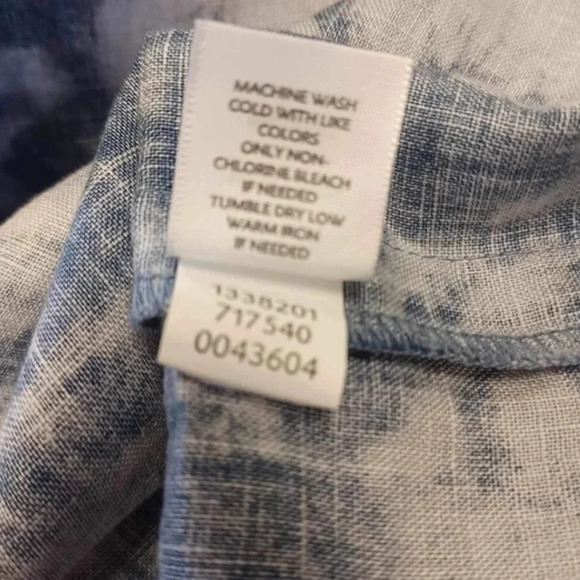 MACHINE WASH
COLD WITH LIKE
COLORS
ONLY NON-
CHLORINE BLEACH
IF NEEDED
TUMBLE DRY LOW
WARM IRON
IF NEEDED
1338201
717540
0043604